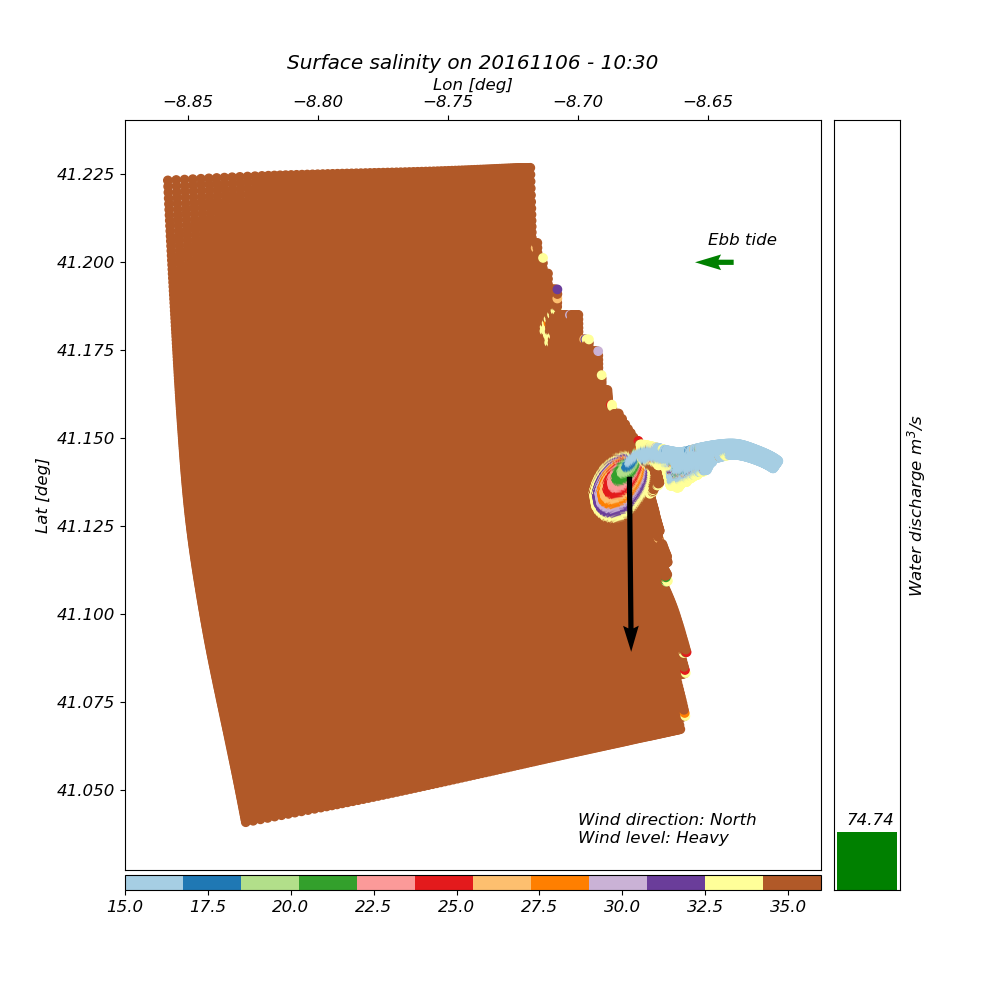 Surface salinity on 20161106 - 10:30
Lon [deg]
−8.85 −8.80 −8.75 −8.70 −8.65
41.225
41.200
41.175
41.150
41.125
41.100
41.075
41.050
Lat [deg]
Ebb tide
Wind direction: North
Wind level: Heavy
74.74
Water discharge m³/s
15.0 17.5 20.0 22.5 25.0 27.5 30.0 32.5 35.0